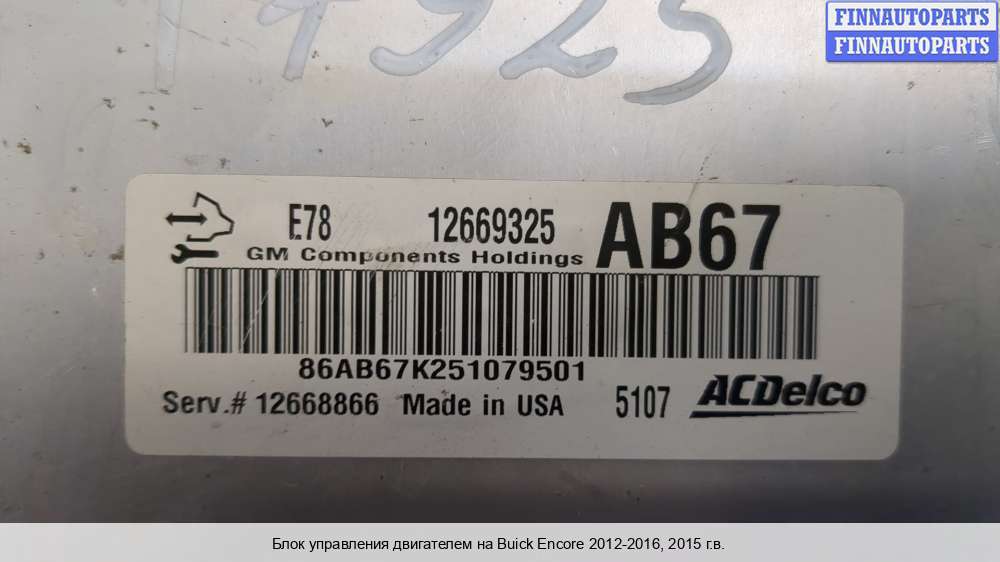 FINNAUTOPARTS
FINNAUTOPARTS
E78 12669325 AB67
GM Components Holdings
86AB67K251079501
Serv.# 12668866 Made in USA 5107 ACDelco
Блок управления двигателем на Buick Encore 2012-2016, 2015 г.в.